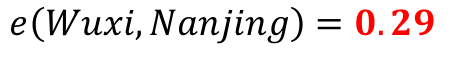 e(Wuxi, Nanjing) = 0.29